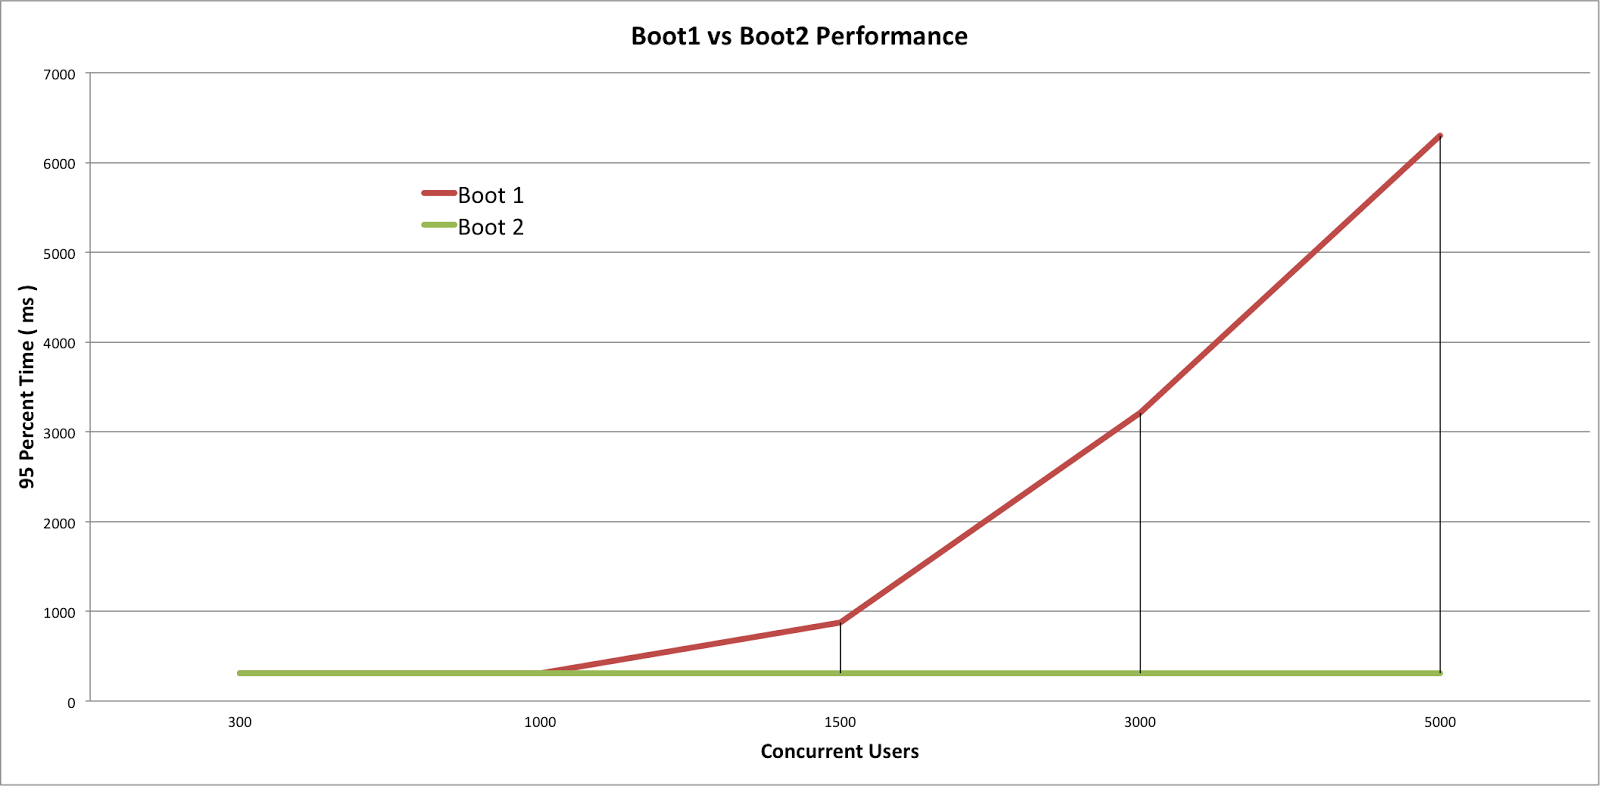 Boot1 vs Boot2 Performance
7000
6000
5000
4000
3000
2000
1000
0
95 Percent Time ( ms )
Boot 1
Boot 2
300 1000 1500 3000 5000
Concurrent Users